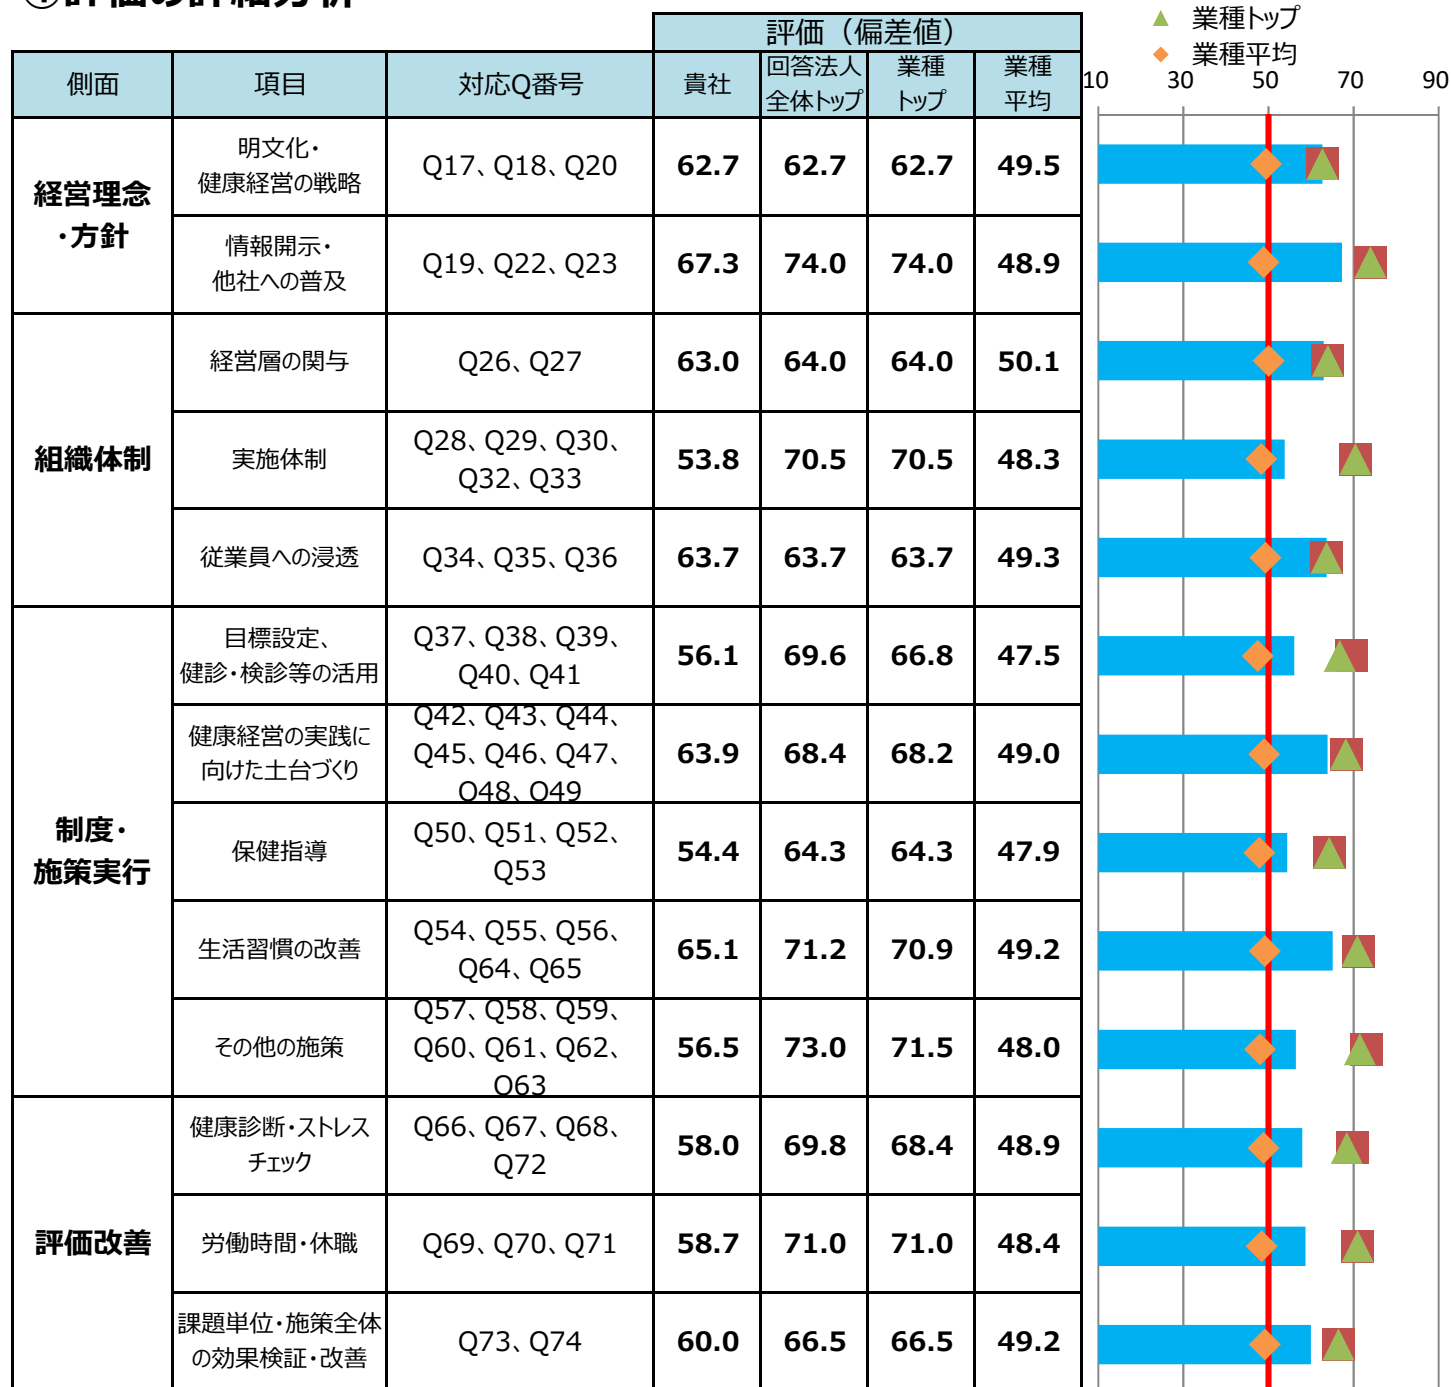 ①評価の詳細分析
評価（偏差値）
側面 項目 対応Q番号 貴社 回答法人 業種 業種
全体トップ トップ 平均
▲ 業種トップ
◆ 業種平均
10 30 50 70 90
経営理念
・方針
明文化・
健康経営の戦略
Q17、Q18、Q20 62.7 62.7 62.7 49.5
情報開示・
他社への普及
Q19、Q22、Q23 67.3 74.0 74.0 48.9
組織体制
経営層の関与 Q26、Q27 63.0 64.0 64.0 50.1
実施体制
Q28、Q29、Q30、
Q32、Q33
53.8 70.5 70.5 48.3
従業員への浸透 Q34、Q35、Q36 63.7 63.7 63.7 49.3
制度・
施策実行
目標設定、
健診・検診等の活用
Q37、Q38、Q39、
Q40、Q41
56.1 69.6 66.8 47.5
健康経営の実践に
向けた土台づくり
Q42、Q43、Q44、
Q45、Q46、Q47、
Q48、Q49
63.9 68.4 68.2 49.0
保健指導
Q50、Q51、Q52、
Q53
54.4 64.3 64.3 47.9
生活習慣の改善
Q54、Q55、Q56、
Q64、Q65
65.1 71.2 70.9 49.2
その他の施策
Q57、Q58、Q59、
Q60、Q61、Q62、
Q63
56.5 73.0 71.5 48.0
評価改善
健康診断・ストレス
チェック
Q66、Q67、Q68、
Q72
58.0 69.8 68.4 48.9
労働時間・休職 Q69、Q70、Q71 58.7 71.0 71.0 48.4
課題単位・施策全体
の効果検証・改善
Q73、Q74 60.0 66.5 66.5 49.2